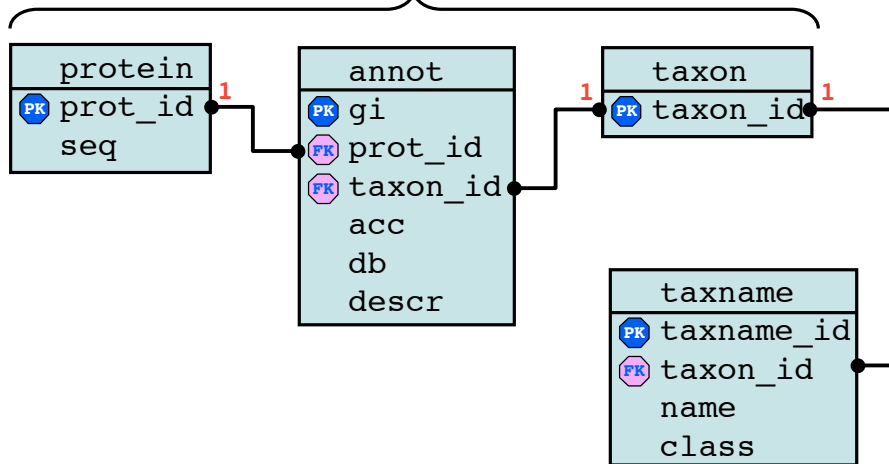 protein
PK prot_id 1
seq
annot
PK gi
FK prot_id
FK taxon_id
acc
db
descr
taxon
1 PK taxon_id 1
taxname
PK taxname_id
FK taxon_id
name
class